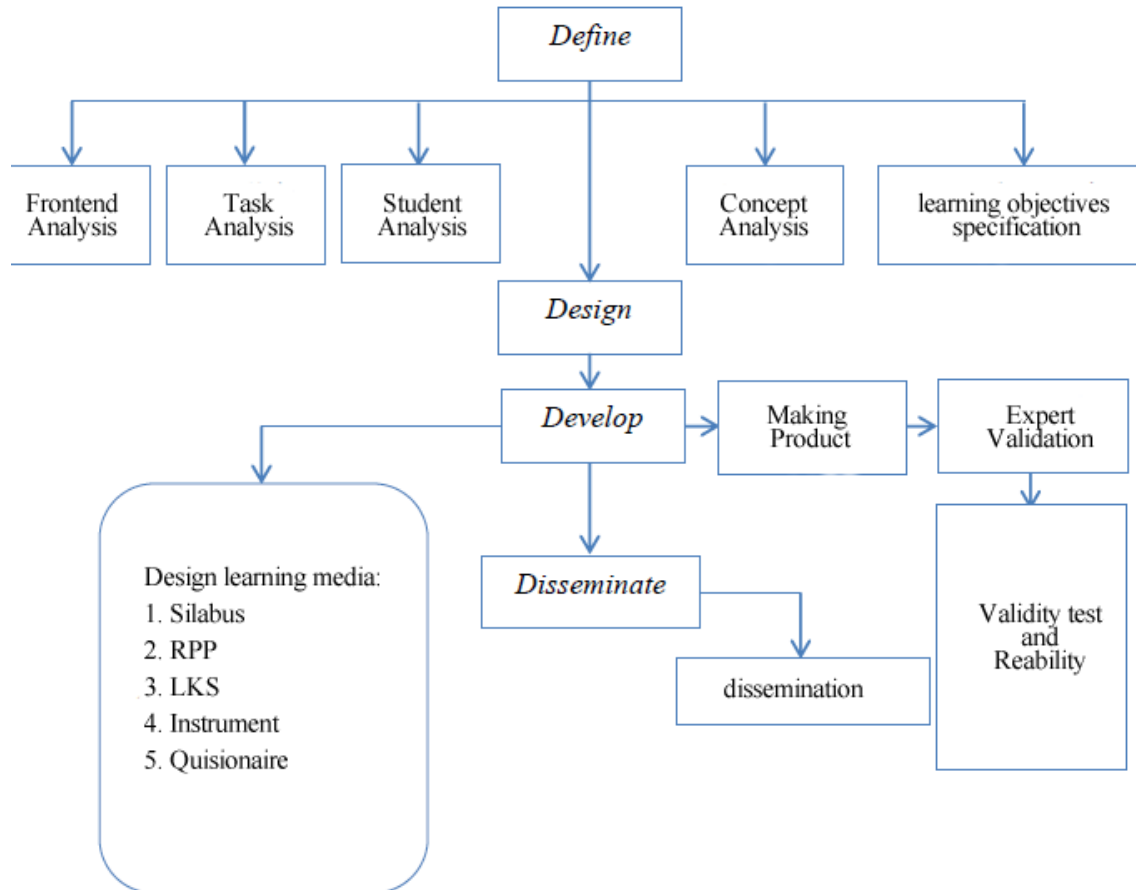 Define
Frontend
Analysis
Task
Analysis
Student
Analysis
Concept
Analysis
learning objectives
specification
Design
Develop
Making
Product
Expert
Validation
Design learning media:
1. Silabus
2. RPP
3. LKS
4. Instrument
5. Quisionaire
Disseminate
dissemination
Validity test
and
Reability